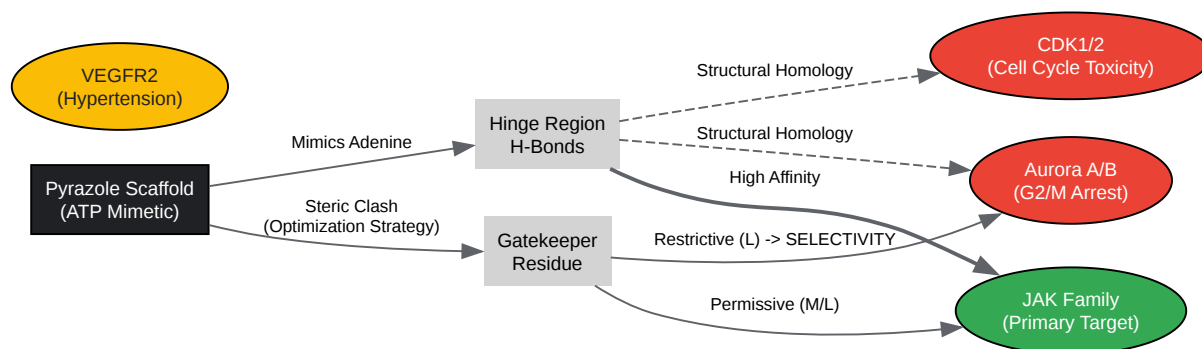 VEGFR2
(Hypertension)
Pyrazole Scaffold
(ATP Mimetic)
Mimics Adenine
Steric Clash
(Optimization Strategy)
Hinge Region
H-Bonds
Gatekeeper
Residue
Structural Homology
Structural Homology
High Affinity
Restrictive (L) -> SELECTIVITY
Permissive (M/L)
CDK1/2
(Cell Cycle Toxicity)
Aurora A/B
(G2/M Arrest)
JAK Family
(Primary Target)